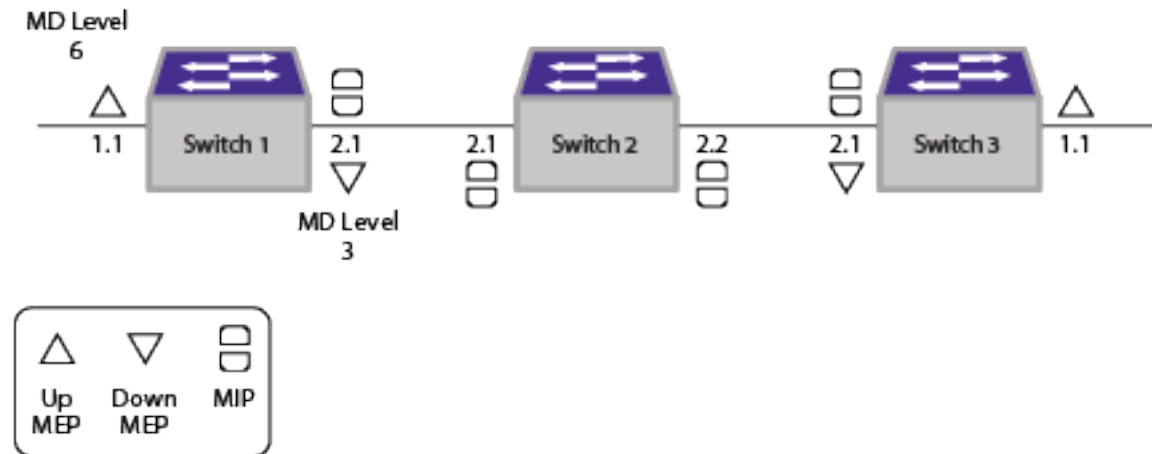 MD Level
6
1.1
Switch 1
2.1
2.1
Switch 2
2.2
2.1
Switch 3
1.1
MD Level
3
Up
MEP
Down
MEP
MIP